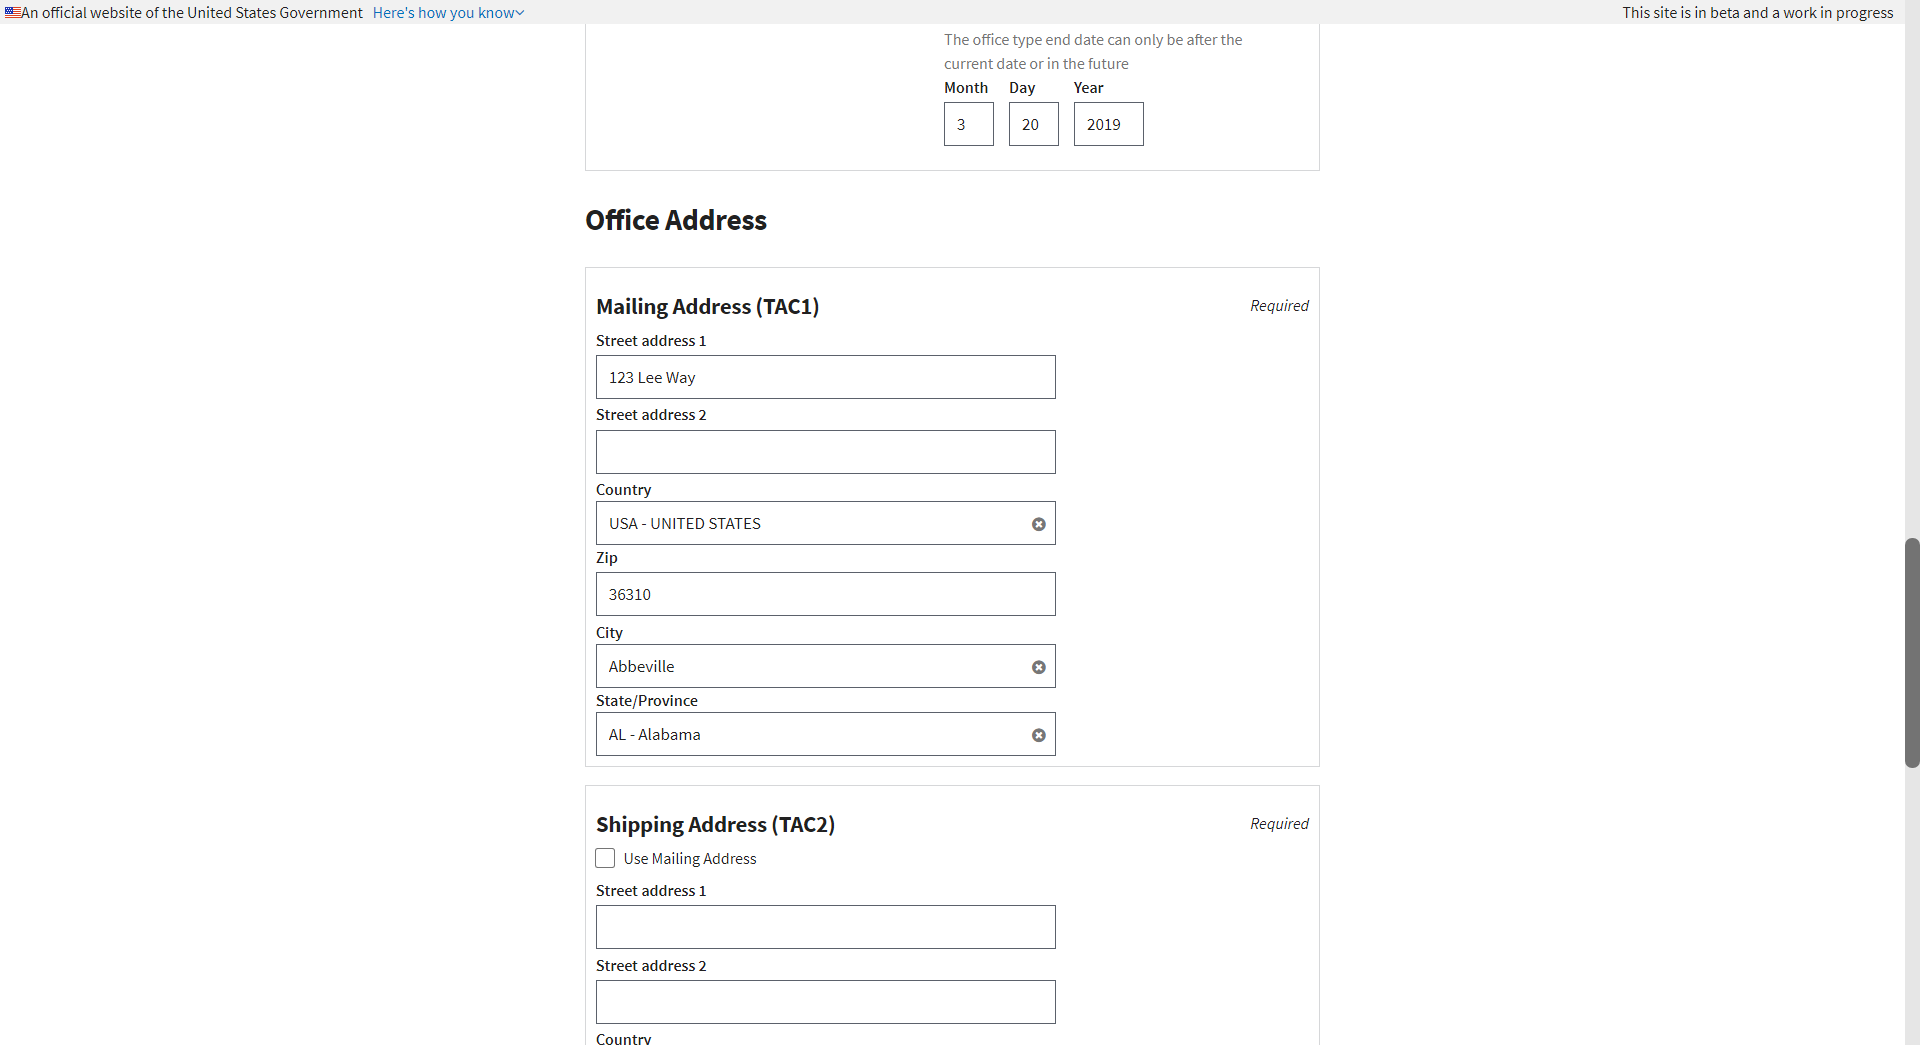 An official website of the United States Government Here's how you know
This site is in beta and a work in progress
The office type end date can only be after the
current date or in the future
Month Day Year
3 20 2019
Office Address
Mailing Address (TAC1) Required
Street address 1
123 Lee Way
Street address 2
Country
USA - UNITED STATES
Zip
36310
City
Abbeville
State/Province
AL - Alabama
Shipping Address (TAC2) Required
Use Mailing Address
Street address 1
Street address 2
Country